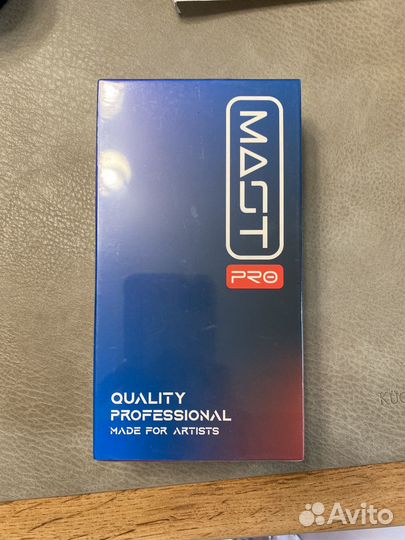 MAST
PRO
QUALITY
PROFESSIONAL
MADE FOR ARTISTS
Avito